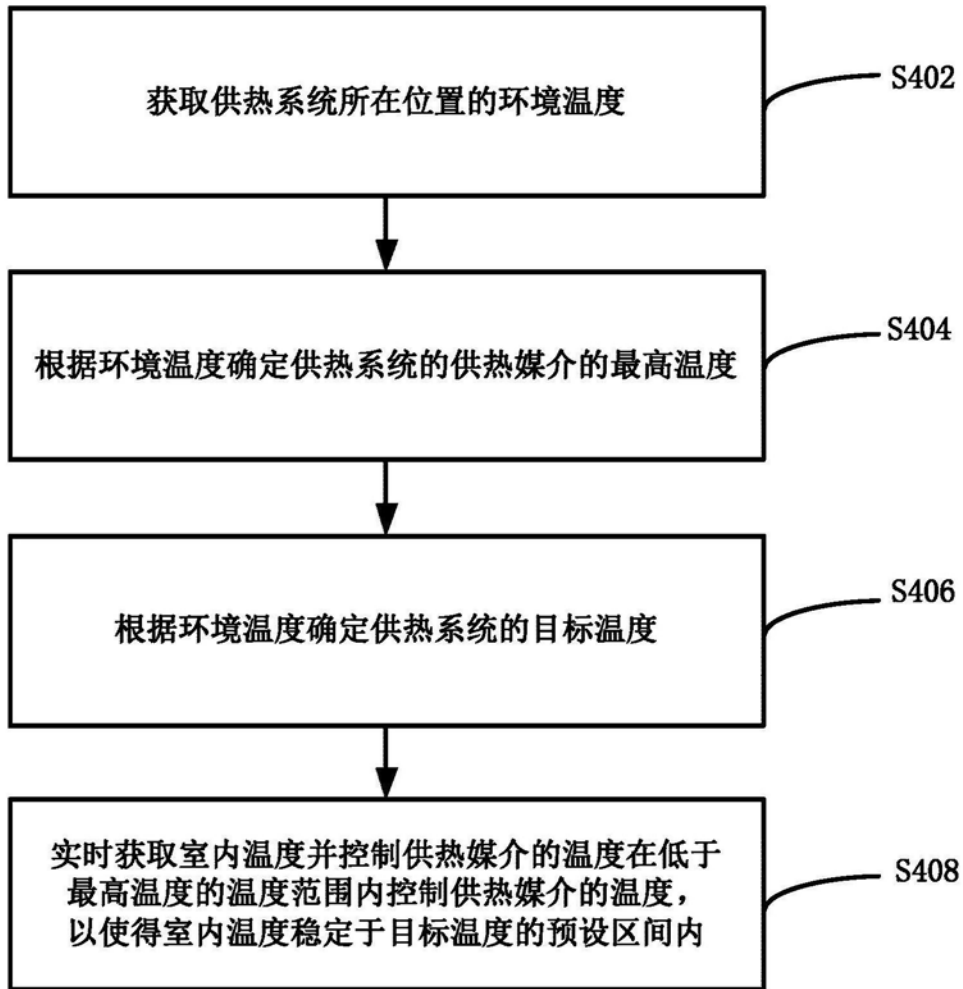 获取供热系统所在位置的环境温度
S402
根据环境温度确定供热系统的供热媒介的最高温度
S404
根据环境温度确定供热系统的目标温度
S406
实时获取室内温度并控制供热媒介的温度在低于
最高温度的温度范围内控制供热媒介的温度，
以使得室内温度稳定于目标温度的预设区间内
S408